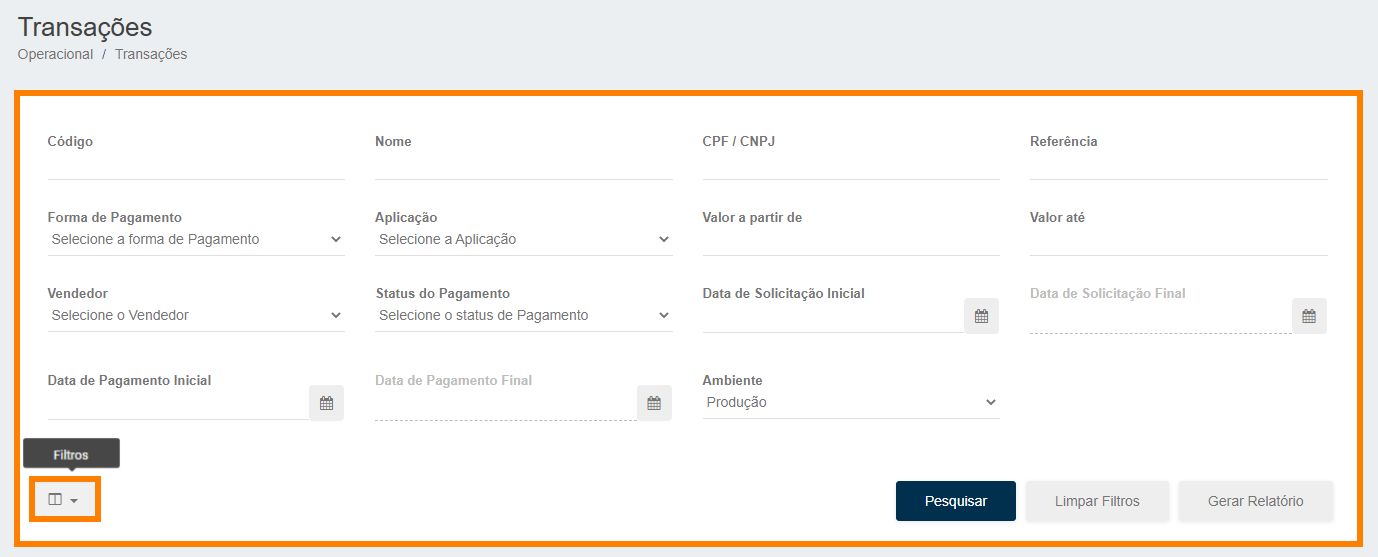 Transações
Operacional / Transações
Código Nome CPF / CNPJ Referência
Forma de Pagamento Aplicação Valor a partir de Valor até
Selecione a forma de Pagamento Selecione a Aplicação
Vendedor Status do Pagamento Data de Solicitação Inicial Data de Solicitação Final
Selecione o Vendedor Selecione o status de Pagamento
Data de Pagamento Inicial Data de Pagamento Final Ambiente
Produção
Filtros
Pesquisar Limpar Filtros Gerar Relatório